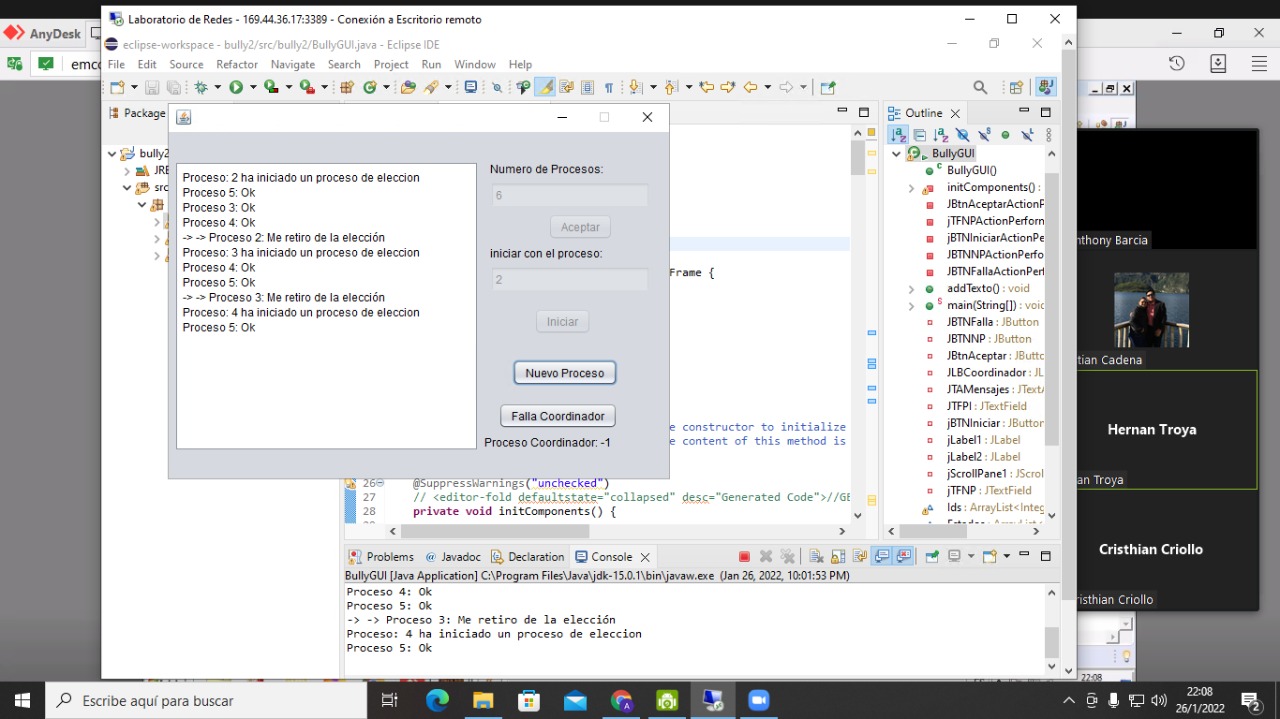 Laboratorio de Redes - 169.44.36.17:3389 - Conexión a Escritorio remoto
AnyDesk
eclipse-workspace - bully2/src/bully2/BullyGUI.java - Eclipse IDE
emco
File Edit Source Refactor Navigate Search Project Run Window Help
Package
Outline
bully2
JRE
src
Proceso: 2 ha iniciado un proceso de eleccion
Proceso 5: Ok
Proceso 3: Ok
Proceso 4: Ok
-> -> Proceso 2: Me retiro de la elección
Proceso: 3 ha iniciado un proceso de eleccion
Proceso 4: Ok
Proceso 5: Ok
-> -> Proceso 3: Me retiro de la elección
Proceso: 4 ha iniciado un proceso de eleccion
Proceso 5: Ok
Numero de Procesos:
6
Aceptar
iniciar con el proceso:
2
Iniciar
Nuevo Proceso
Falla Coordinador
Proceso Coordinador: -1
Frame {
e constructor to initialize
e content of this method is
26 @SuppressWarnings("unchecked")
27 // <editor-fold defaultstate="collapsed" desc="Generated Code">//GE
28 private void initComponents() {
BullyGUI
BullyGUI()
initComponents() :
JBtnAceptarActionP
jTFNPActionPerform
jBTNIniciarActionPe
JBTNNPActionPerfo
JBTNFallaActionPerf
addTexto() : void
main(String[]) : void
JBTNFalla : JButton
JBTNNP : JButton
JBtnAceptar : JButto
JLBCoordinador : JL
JTAMensajes : JTextA
JTFPI : JTextField
jBTNIniciar : JButton
jLabel1 : JLabel
jLabel2 : JLabel
jScrollPane1 : JScrol
jTFNP : JTextField
Ids : ArrayList<Integ
nthony Barcia
tian Cadena
Hernan Troya
an Troya
Cristhian Criollo
risthian Criollo
Problems Javadoc Declaration Console
BullyGUI [Java Application] C:\Program Files\Java\jdk-15.0.1\bin\javaw.exe (Jan 26, 2022, 10:01:53 PM)
Proceso 4: Ok
Proceso 5: Ok
-> -> Proceso 3: Me retiro de la elección
Proceso: 4 ha iniciado un proceso de eleccion
Proceso 5: Ok
22:08
Escribe aquí para buscar
22:08
26/1/2022
2